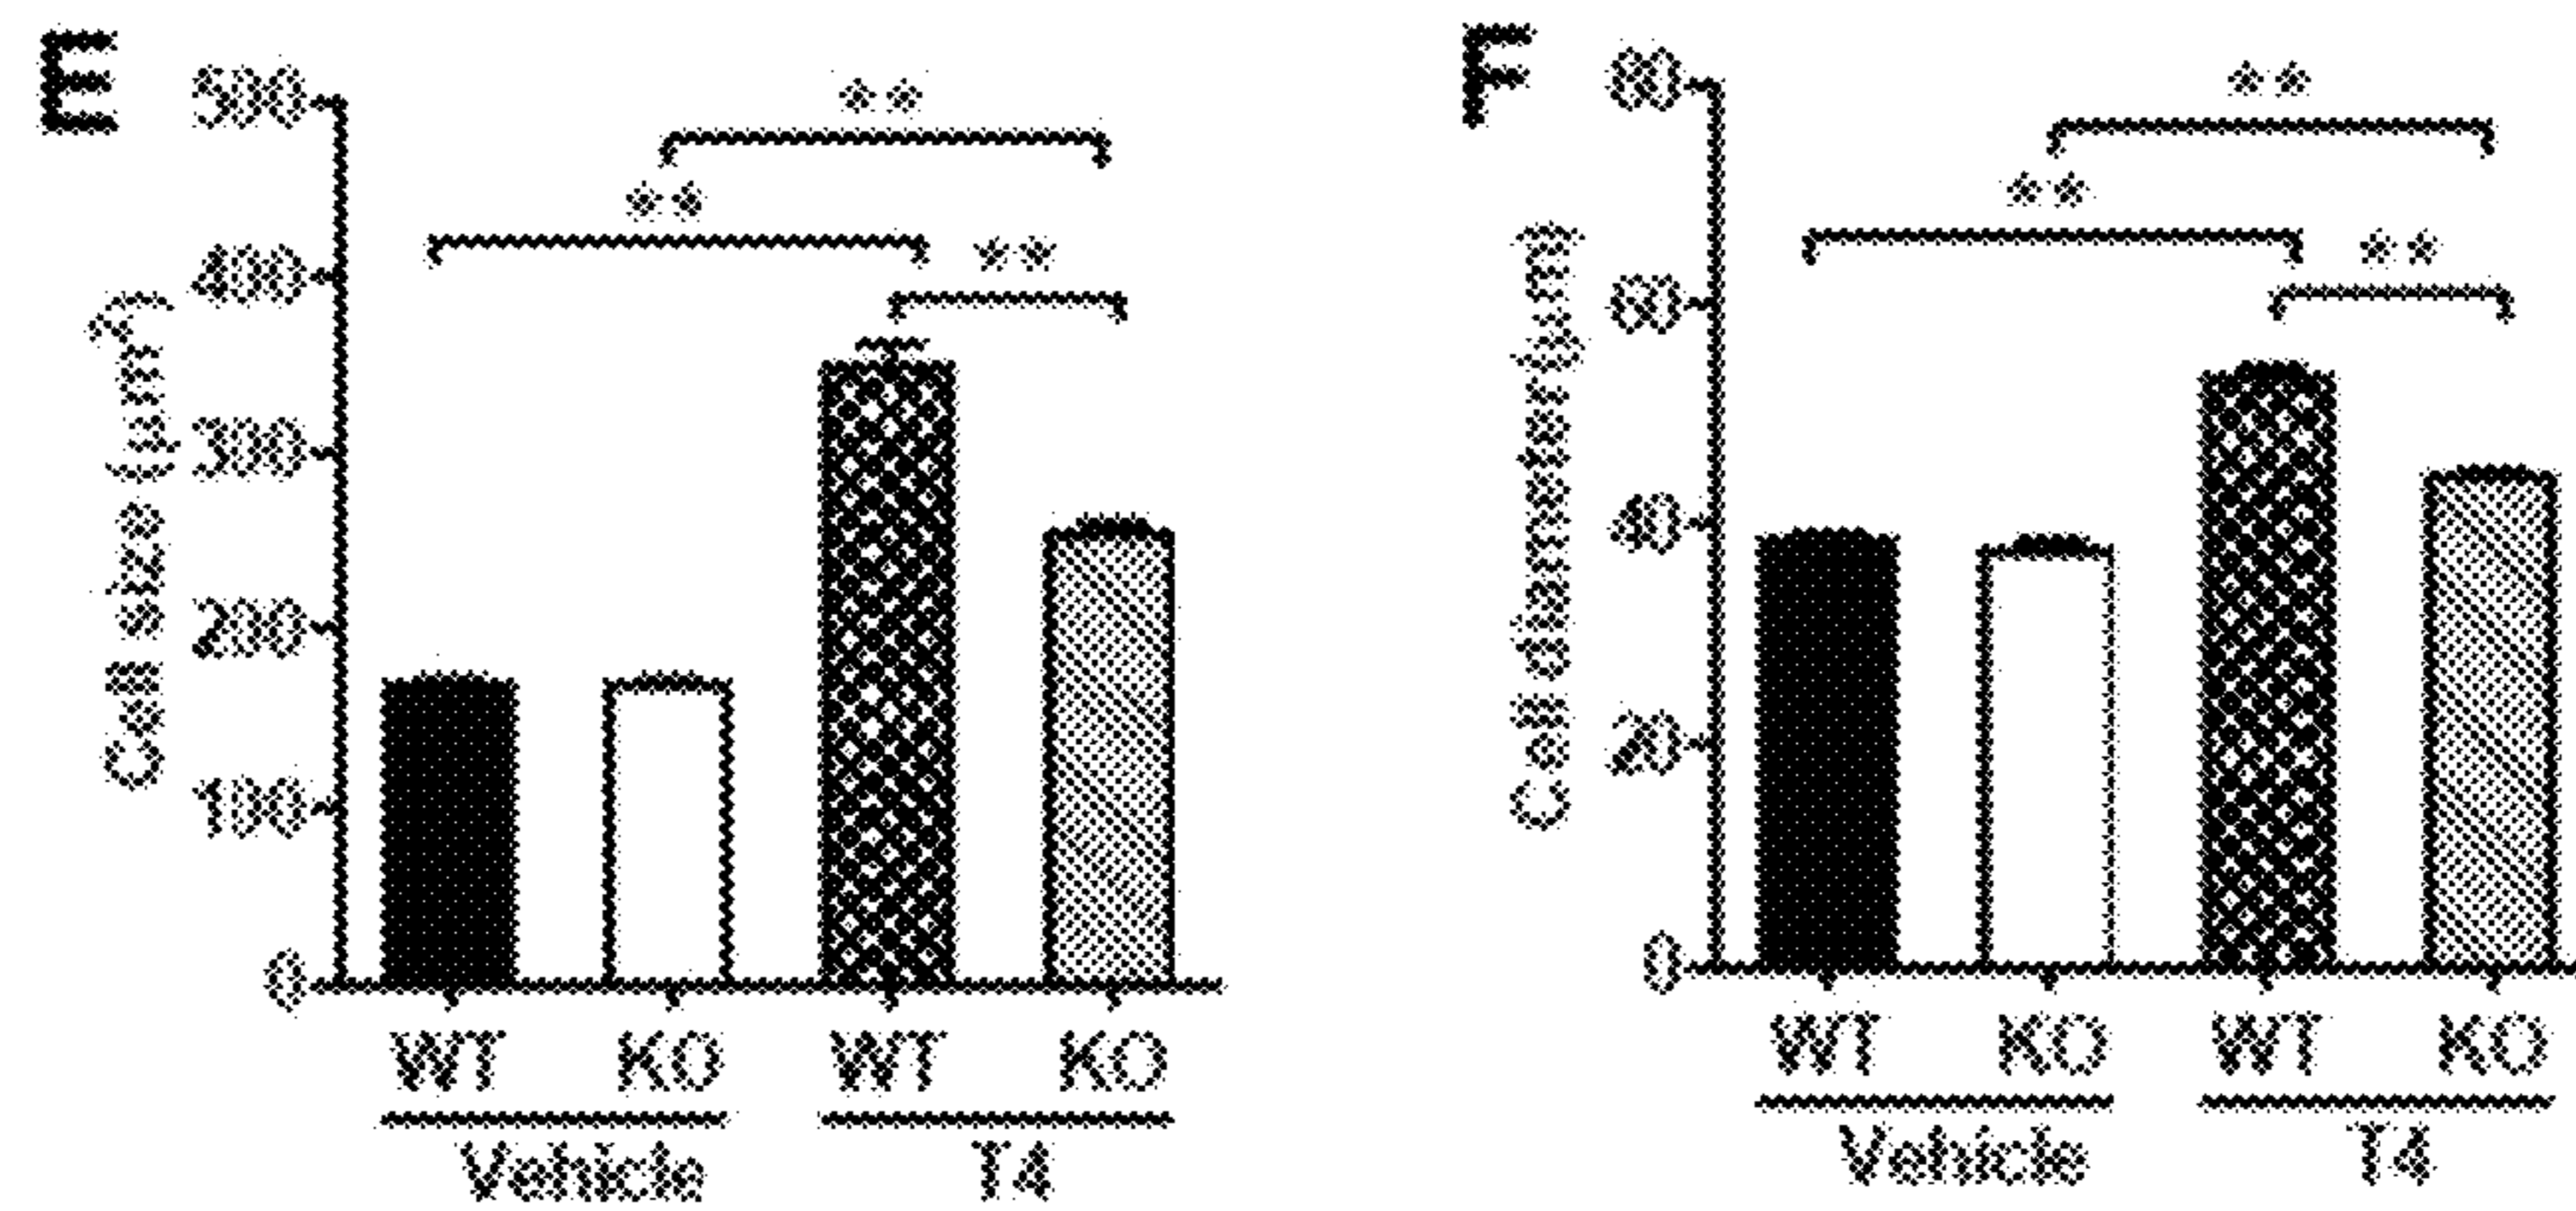 E
500
400
300
200
100
0
Cell size (µm²)
**
**
**
WT KO WT KO
Vehicle T4
F
80
60
40
20
0
Cell diameter (µm)
**
**
**
WT KO WT KO
Vehicle T4